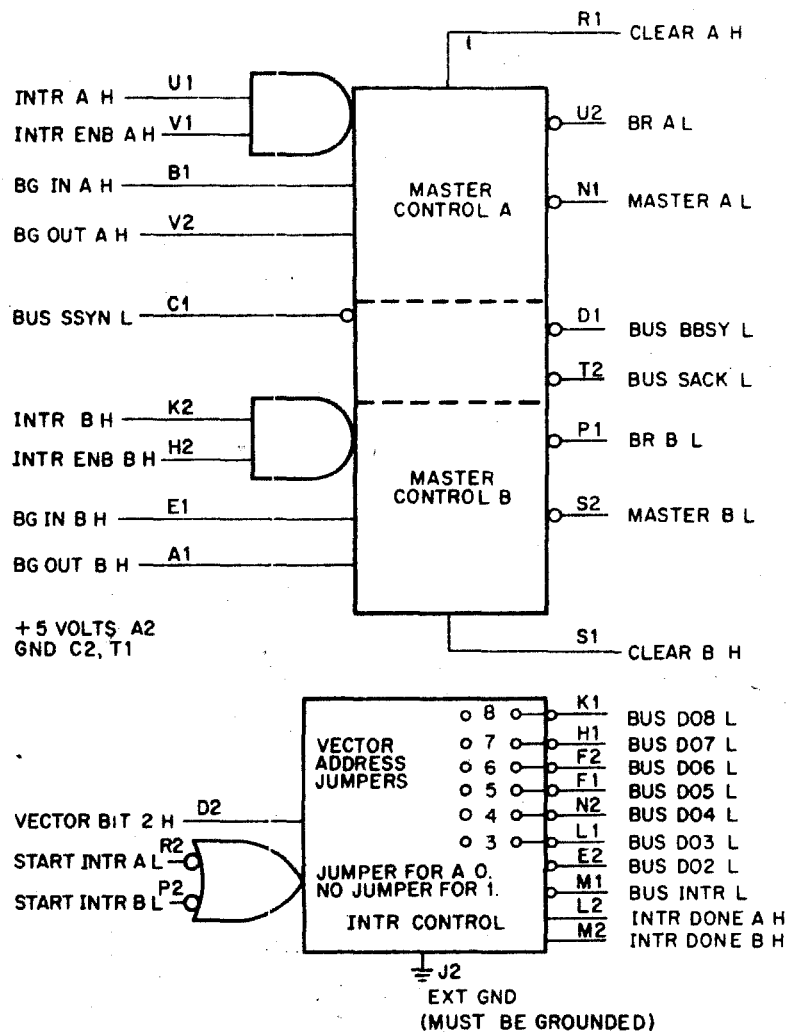 R1
CLEAR A H
U1
INTR A H
V1
INTR ENB A H
U2
BR A L
B1
BG IN A H
MASTER
CONTROL A
N1
MASTER A L
V2
BG OUT A H
C1
BUS SSYN L
D1
BUS BBSY L
T2
BUS SACK L
K2
INTR B H
H2
INTR ENB B H
P1
BR B L
MASTER
CONTROL B
S2
MASTER B L
E1
BG IN B H
A1
BG OUT B H
+5 VOLTS A2
GND C2, T1
S1
CLEAR B H
VECTOR
ADDRESS
JUMPERS
8 K1 BUS D08 L
7 H1 BUS D07 L
6 F2 BUS D06 L
5 F1 BUS D05 L
4 N2 BUS D04 L
3 L1 BUS D03 L
E2 BUS D02 L
M1 BUS INTR L
L2 INTR DONE A H
M2 INTR DONE B H
D2
VECTOR BIT 2 H
R2
START INTR A L
P2
START INTR B L
JUMPER FOR A 0.
NO JUMPER FOR 1.
INTR CONTROL
J2
EXT GND
(MUST BE GROUNDED)